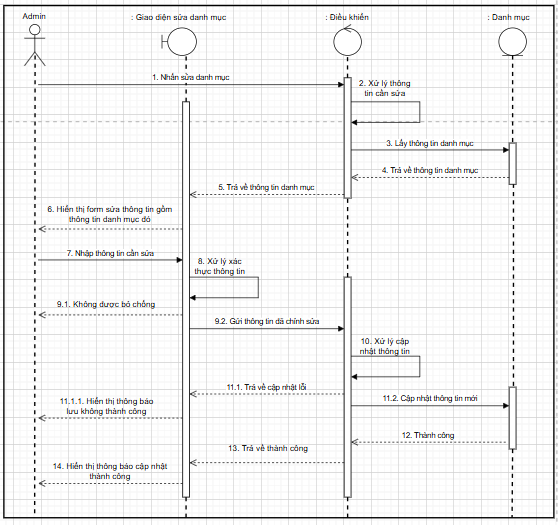 Admin
: Giao diện sửa danh mục
: Điều khiển
: Danh mục
1. Nhấn sửa danh mục
2. Xử lý thông
tin cần sửa
3. Lấy thông tin danh mục
4. Trả về thông tin danh mục
5. Trả về thông tin danh mục
6. Hiển thị form sửa thông tin gồm
thông tin danh mục đó
7. Nhập thông tin cần sửa
8. Xử lý xác
thực thông tin
9.1. Không được bỏ chống
9.2. Gửi thông tin đã chỉnh sửa
10. Xử lý cập
nhật thông tin
11.1. Trả về cập nhật lỗi
11.2. Cập nhật thông tin mới
11.1.1. Hiển thị thông báo
lưu không thành công
12. Thành công
13. Trả về thành công
14. Hiển thị thông báo cập nhật
thành công